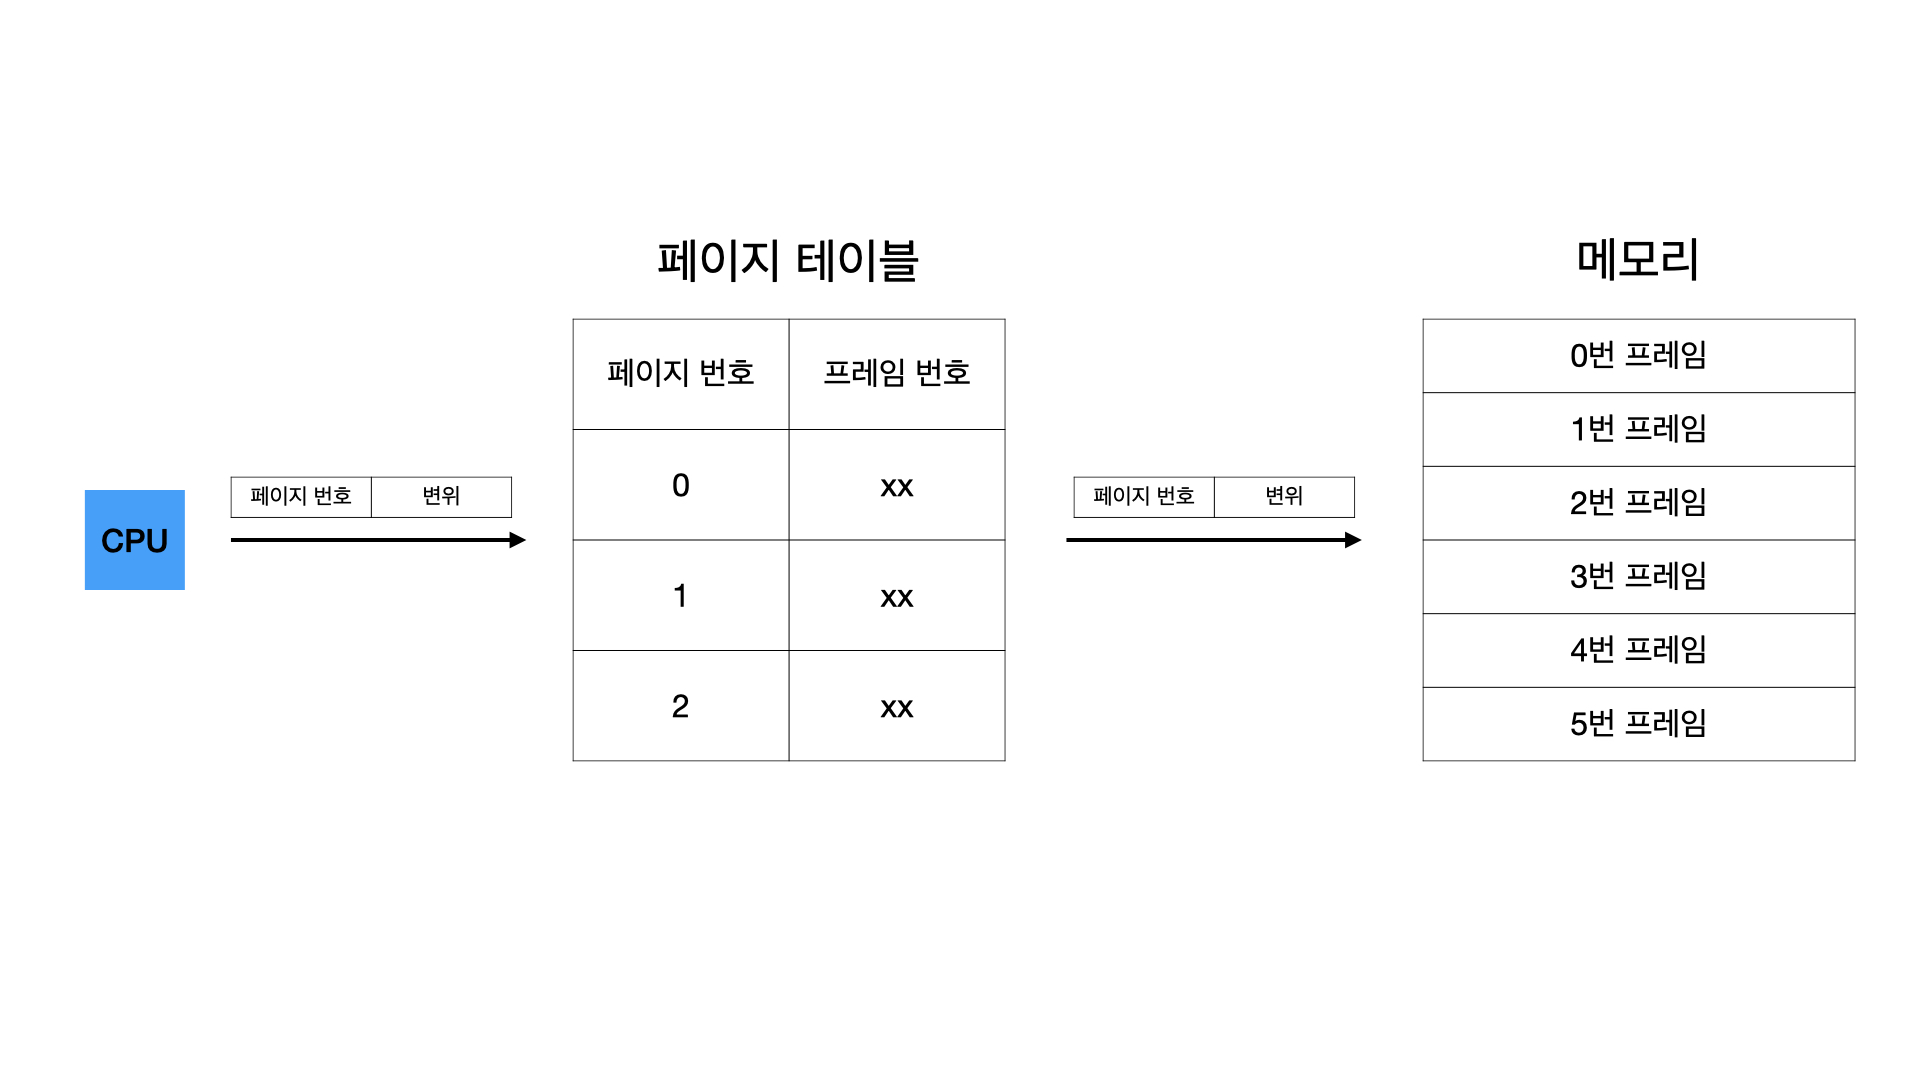 페이지 테이블
메모리
CPU
페이지 번호 변위
페이지 번호 프레임 번호
0 xx
1 xx
2 xx
페이지 번호 변위
0번 프레임
1번 프레임
2번 프레임
3번 프레임
4번 프레임
5번 프레임